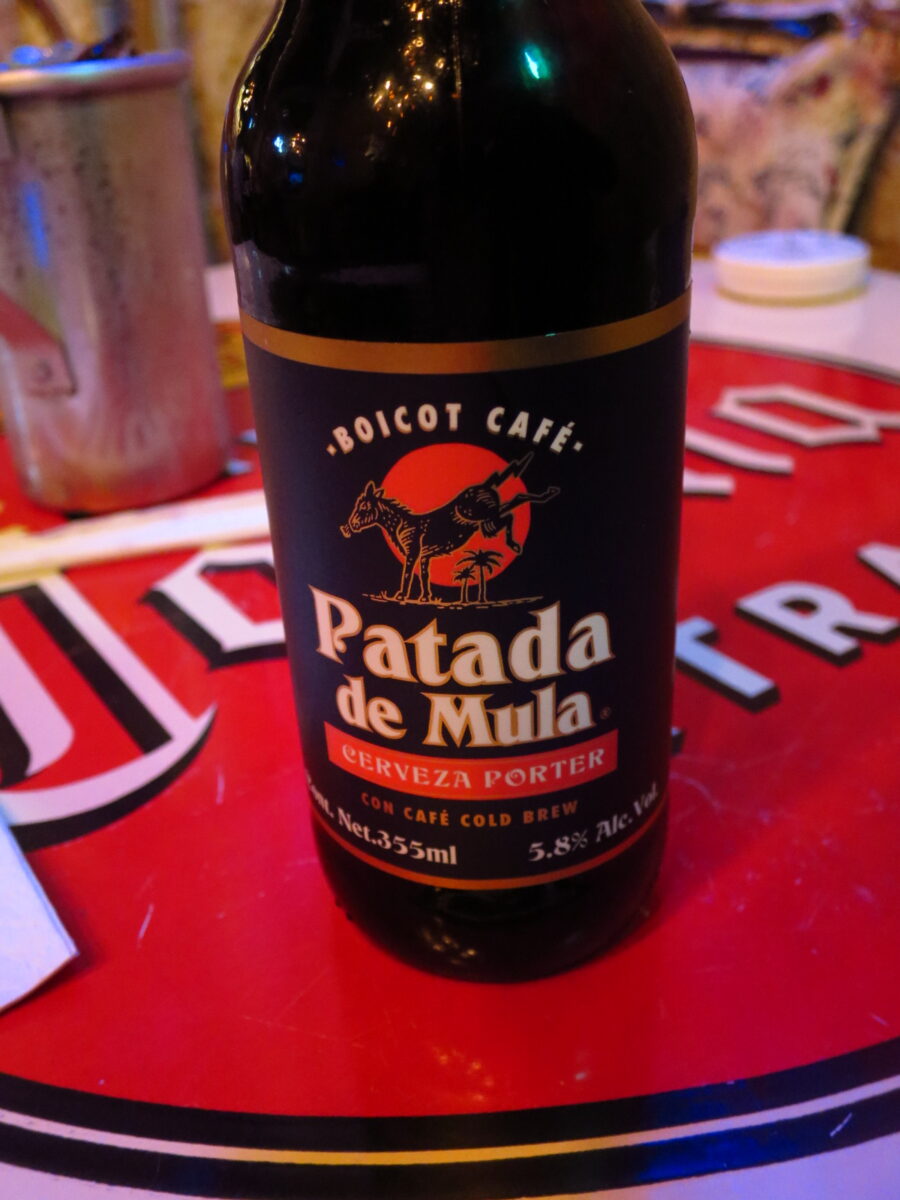 ·BOICOT CAFÉ·
Patada
de Mula®
CERVEZA PORTER
CON CAFÉ COLD BREW
Cont. Net.355ml
5.8% Alc.Vol.